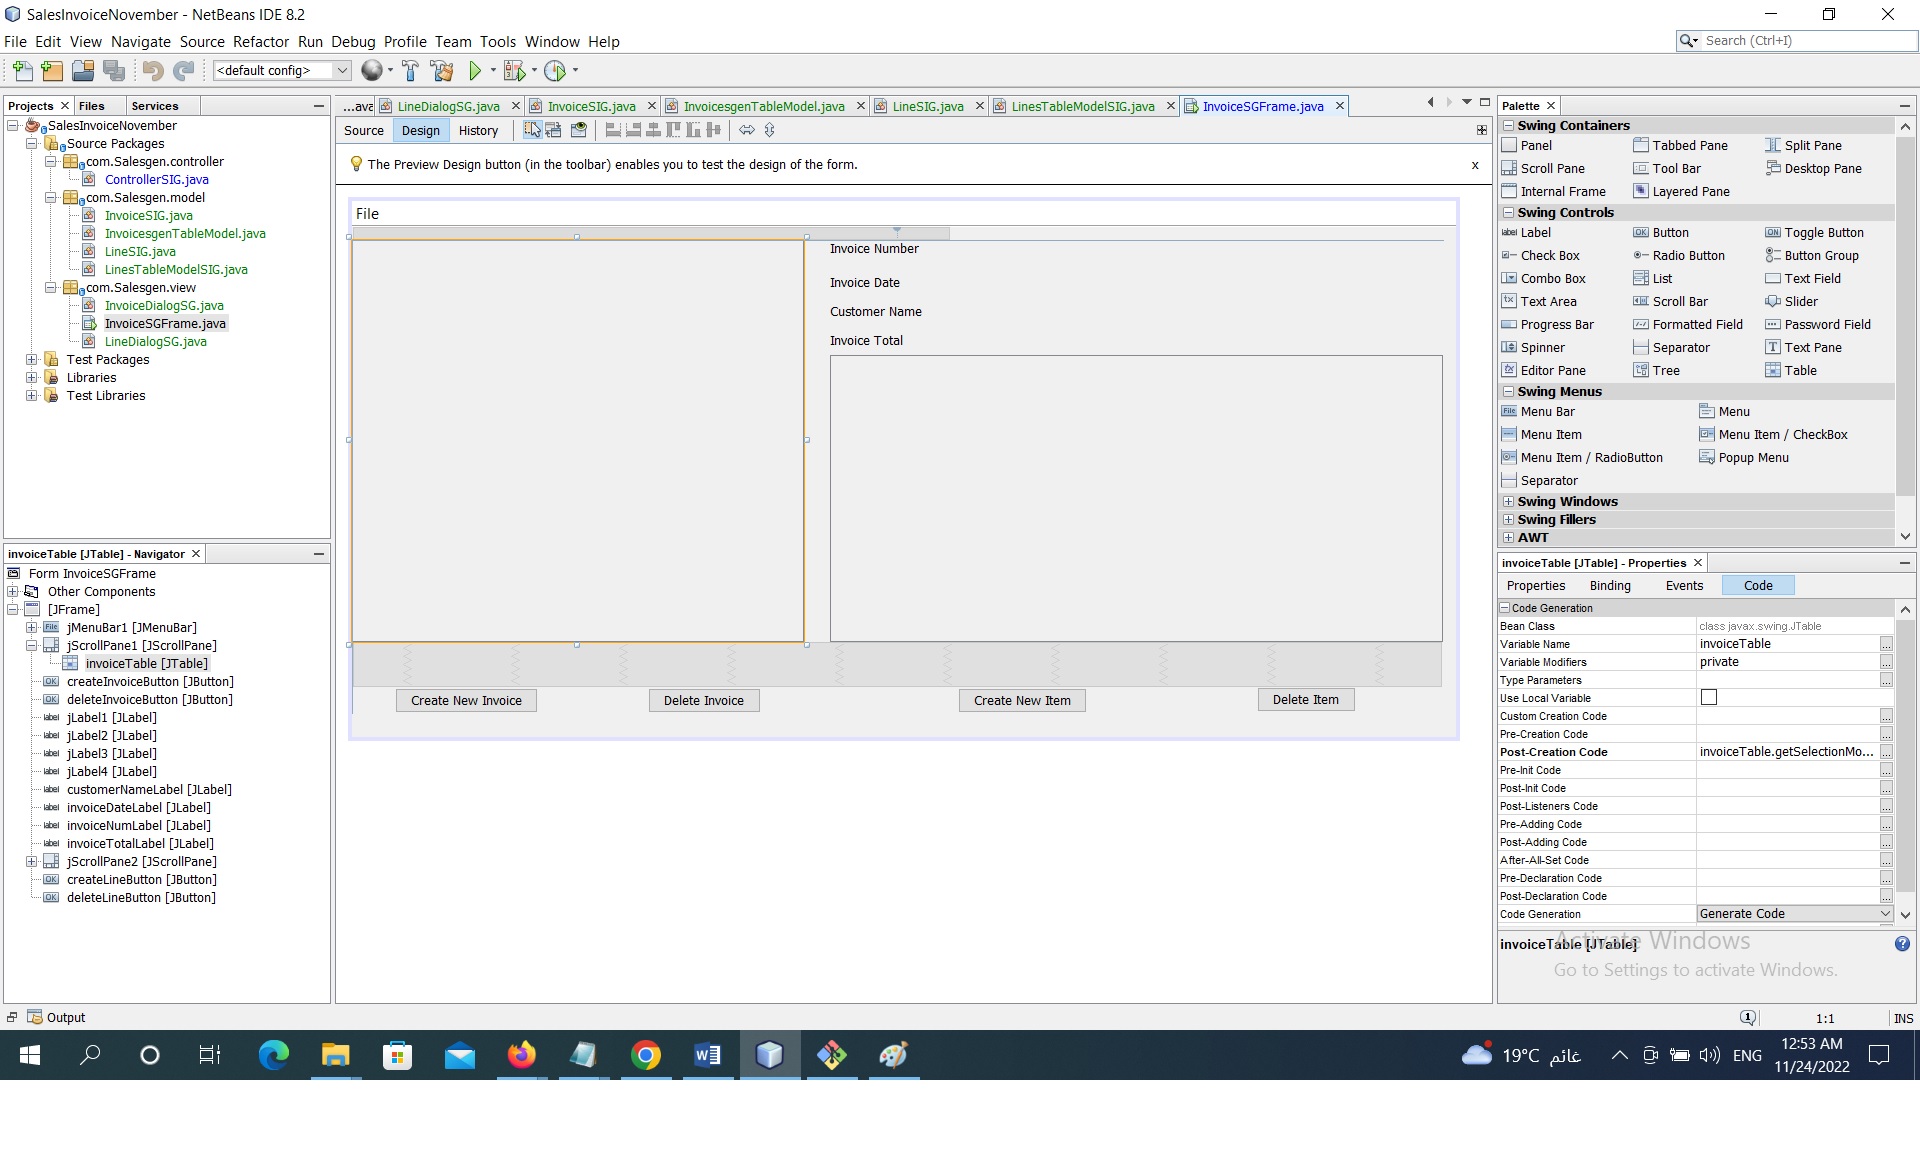 SalesInvoiceNovember - NetBeans IDE 8.2
File Edit View Navigate Source Refactor Run Debug Profile Team Tools Window Help
Search (Ctrl+I)
<default config>
Projects Files Services
SalesInvoiceNovember
Source Packages
com.Salesgen.controller
ControllerSIG.java
com.Salesgen.model
InvoiceSIG.java
InvoicesgenTableModel.java
LineSIG.java
LinesTableModelSIG.java
com.Salesgen.view
InvoiceDialogSG.java
InvoiceSGFrame.java
LineDialogSG.java
Test Packages
Libraries
Test Libraries
invoiceTable [JTable] - Navigator
Form InvoiceSGFrame
Other Components
[JFrame]
jMenuBar1 [JMenuBar]
jScrollPane1 [JScrollPane]
invoiceTable [JTable]
createInvoiceButton [JButton]
deleteInvoiceButton [JButton]
jLabel1 [JLabel]
jLabel2 [JLabel]
jLabel3 [JLabel]
jLabel4 [JLabel]
customerNameLabel [JLabel]
invoiceDateLabel [JLabel]
invoiceNumLabel [JLabel]
invoiceTotalLabel [JLabel]
jScrollPane2 [JScrollPane]
createLineButton [JButton]
deleteLineButton [JButton]
...ava LineDialogSG.java InvoiceSIG.java InvoicesgenTableModel.java LineSIG.java LinesTableModelSIG.java InvoiceSGFrame.java
Source Design History
The Preview Design button (in the toolbar) enables you to test the design of the form. x
File
Invoice Number
Invoice Date
Customer Name
Invoice Total
Create New Invoice Delete Invoice Create New Item Delete Item
Palette
Swing Containers
Panel Tabbed Pane Split Pane
Scroll Pane Tool Bar Desktop Pane
Internal Frame Layered Pane
Swing Controls
Label Button Toggle Button
Check Box Radio Button Button Group
Combo Box List Text Field
Text Area Scroll Bar Slider
Progress Bar Formatted Field Password Field
Spinner Separator Text Pane
Editor Pane Tree Table
Swing Menus
Menu Bar Menu
Menu Item Menu Item / CheckBox
Menu Item / RadioButton Popup Menu
Separator
Swing Windows
Swing Fillers
AWT
invoiceTable [JTable] - Properties
Properties Binding Events Code
Code Generation
Bean Class class javax.swing.JTable
Variable Name invoiceTable ...
Variable Modifiers private ...
Type Parameters ...
Use Local Variable
Custom Creation Code ...
Pre-Creation Code ...
Post-Creation Code invoiceTable.getSelectionMo... ...
Pre-Init Code ...
Post-Init Code ...
Post-Listeners Code ...
Pre-Adding Code ...
Post-Adding Code ...
After-All-Set Code ...
Pre-Declaration Code ...
Post-Declaration Code ...
Code Generation Generate Code
invoiceTable [JTable]
Activate Windows
Go to Settings to activate Windows.
Output
1 1:1 INS
19°C غائم ENG 12:53 AM
11/24/2022